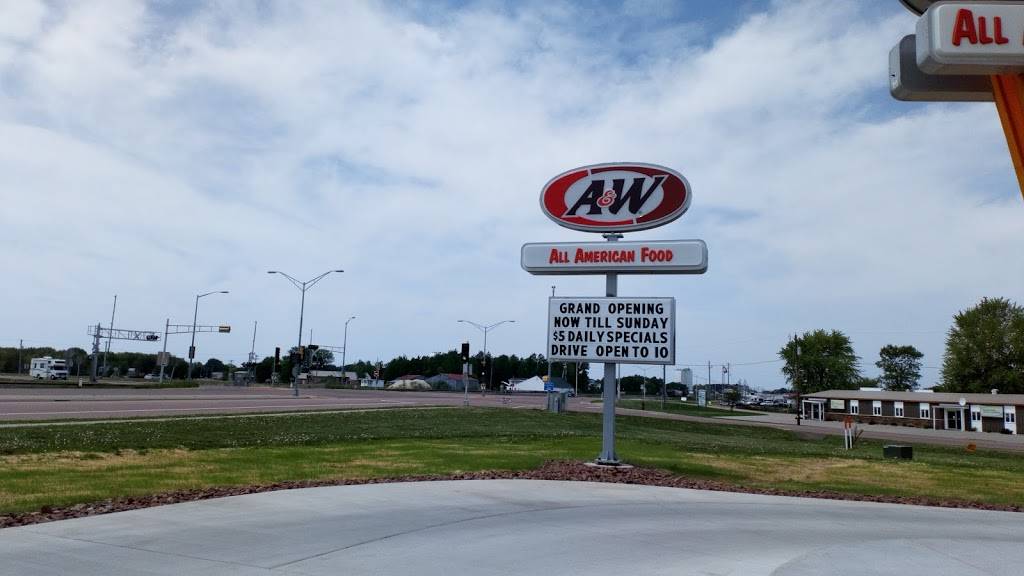 A&W
ALL AMERICAN FOOD
GRAND OPENING
NOW TILL SUNDAY
$5 DAILY SPECIALS
DRIVE OPEN TO 10
ALL